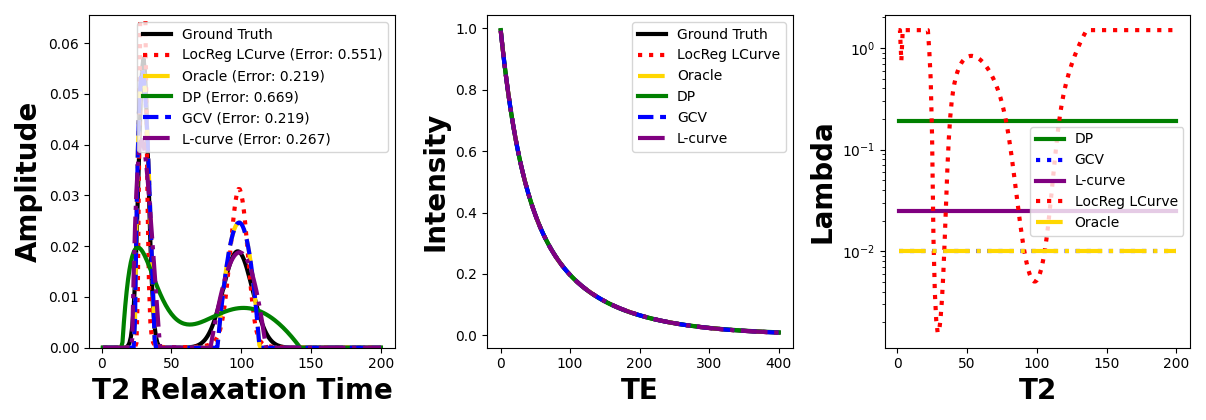 Amplitude
0.06
0.05
0.04
0.03
0.02
0.01
0.00
0
50
100
150
200
T2 Relaxation Time
Ground Truth
LocReg LCurve (Error: 0.551)
Oracle (Error: 0.219)
DP (Error: 0.669)
GCV (Error: 0.219)
L-curve (Error: 0.267)
Intensity
1.0
0.8
0.6
0.4
0.2
0.0
0
100
200
300
400
TE
Ground Truth
LocReg LCurve
Oracle
DP
GCV
L-curve
Lambda
10⁰
10⁻¹
10⁻²
0
50
100
150
200
T2
DP
GCV
L-curve
LocReg LCurve
Oracle